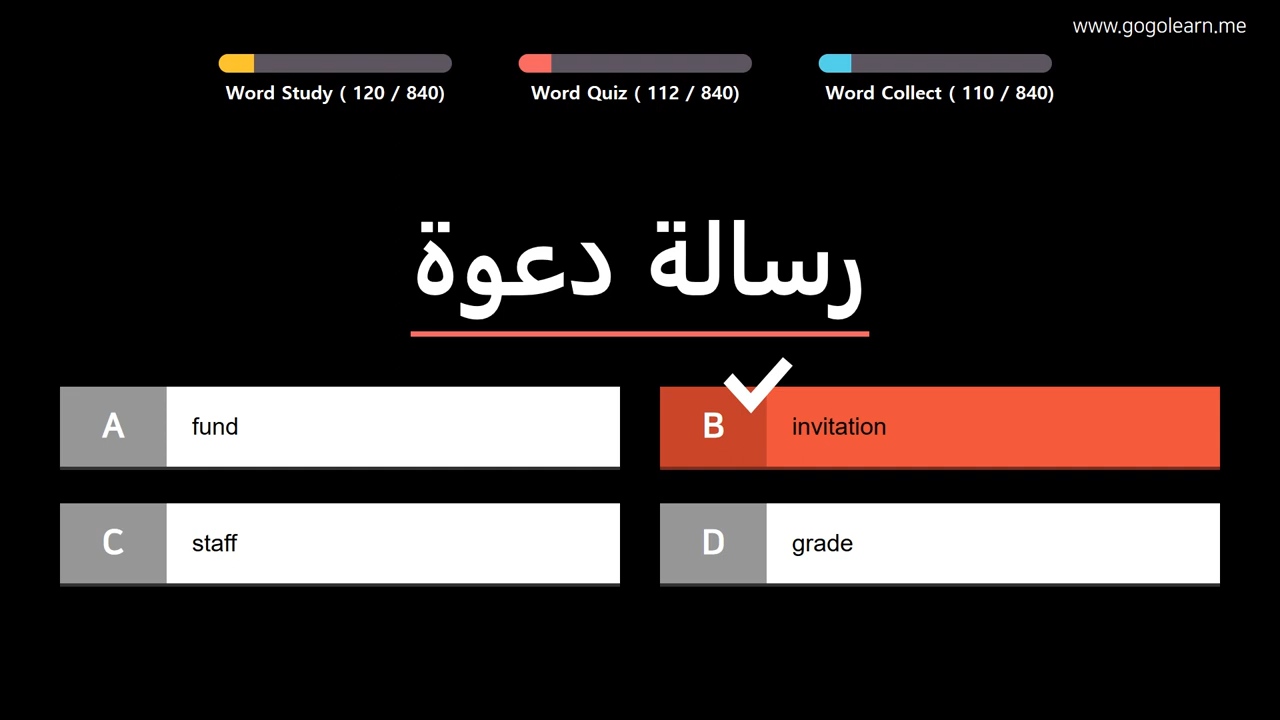 www.gogolearn.me
Word Study ( 120 / 840)
Word Quiz ( 112 / 840)
Word Collect ( 110 / 840)
رسالة دعوة
A fund
B invitation
C staff
D grade